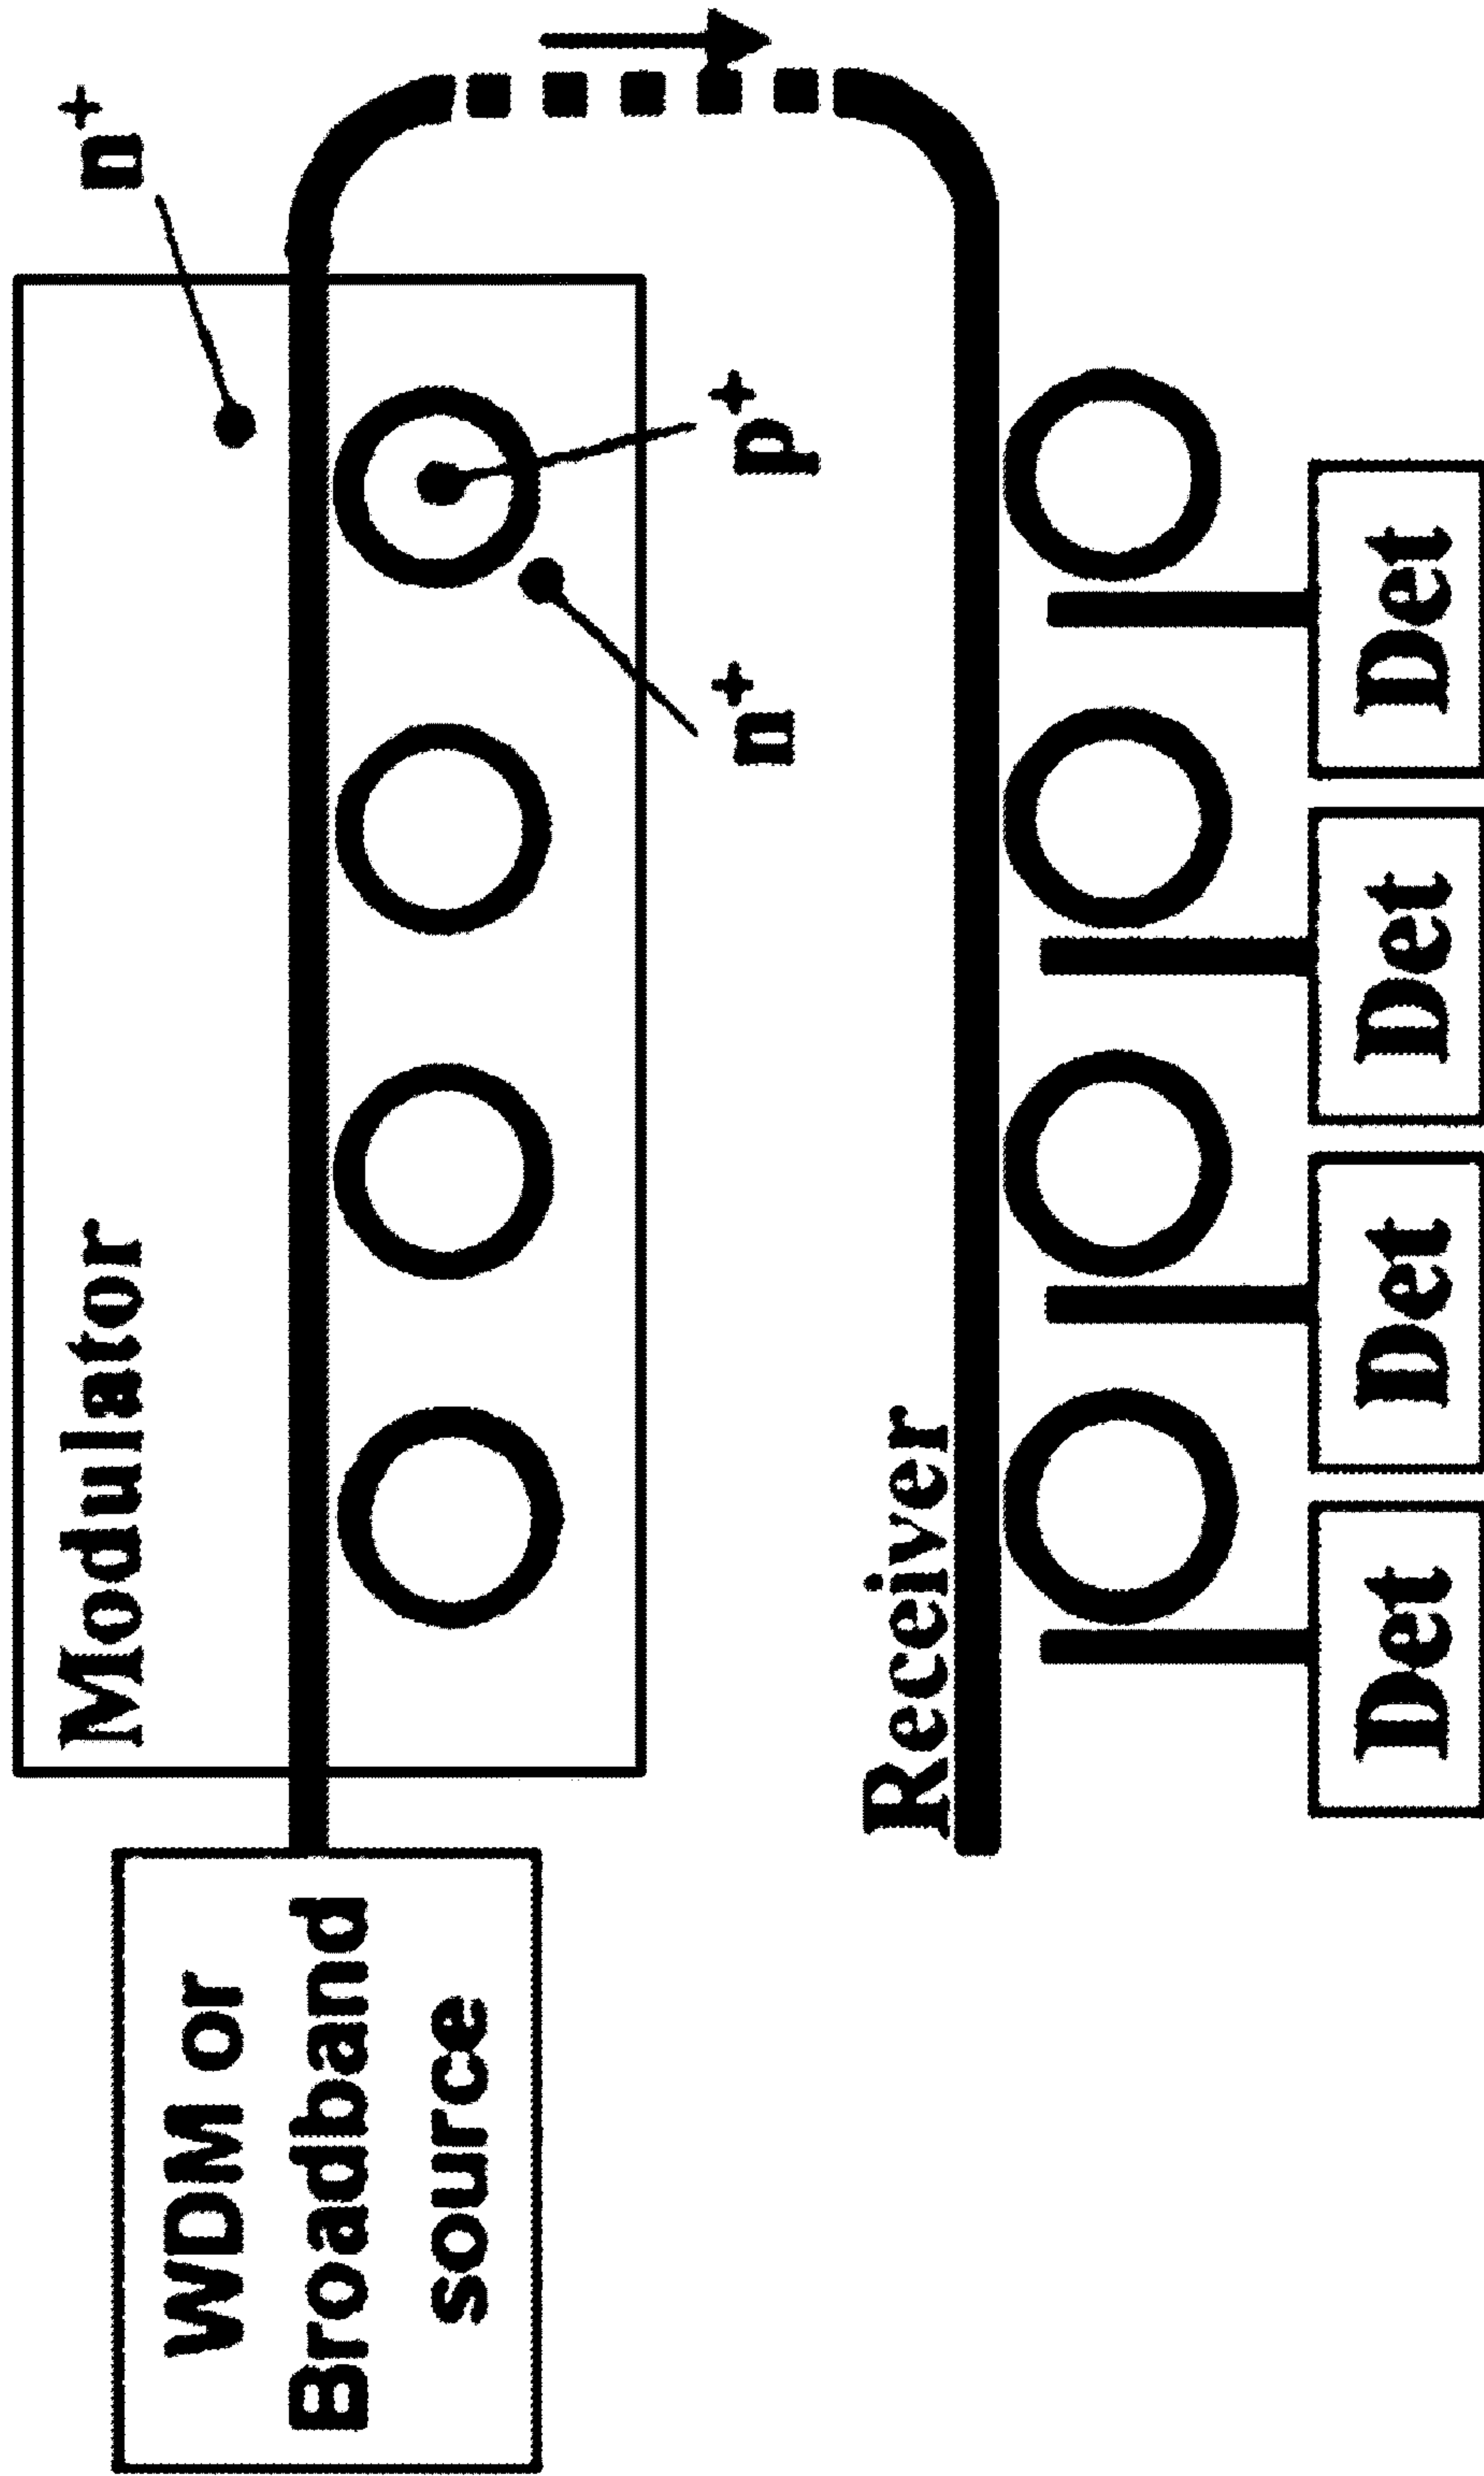 Modulator
n+
WDM or
Broadband
source
n+
p+
Receiver
Det
Det
Det
Det